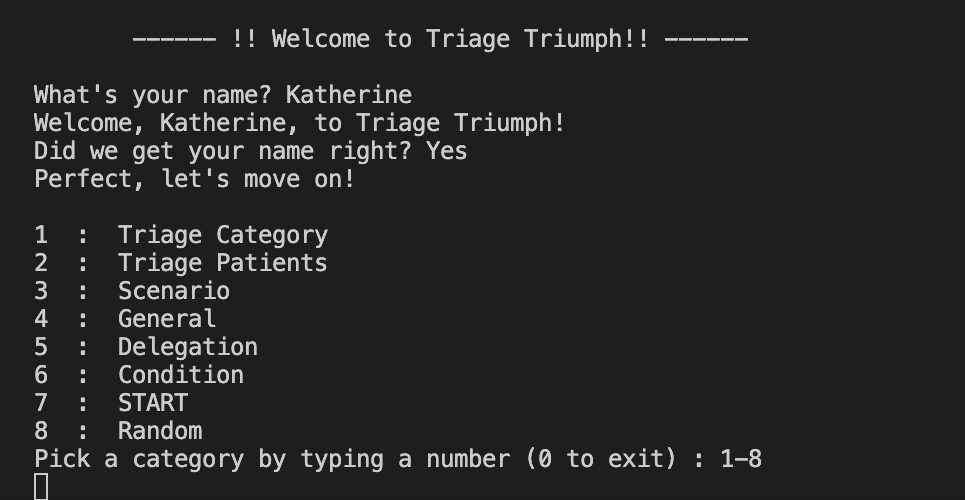 ------ !! Welcome to Triage Triumph!! ------
What's your name? Katherine
Welcome, Katherine, to Triage Triumph!
Did we get your name right? Yes
Perfect, let's move on!
1 : Triage Category
2 : Triage Patients
3 : Scenario
4 : General
5 : Delegation
6 : Condition
7 : START
8 : Random
Pick a category by typing a number (0 to exit) : 1-8